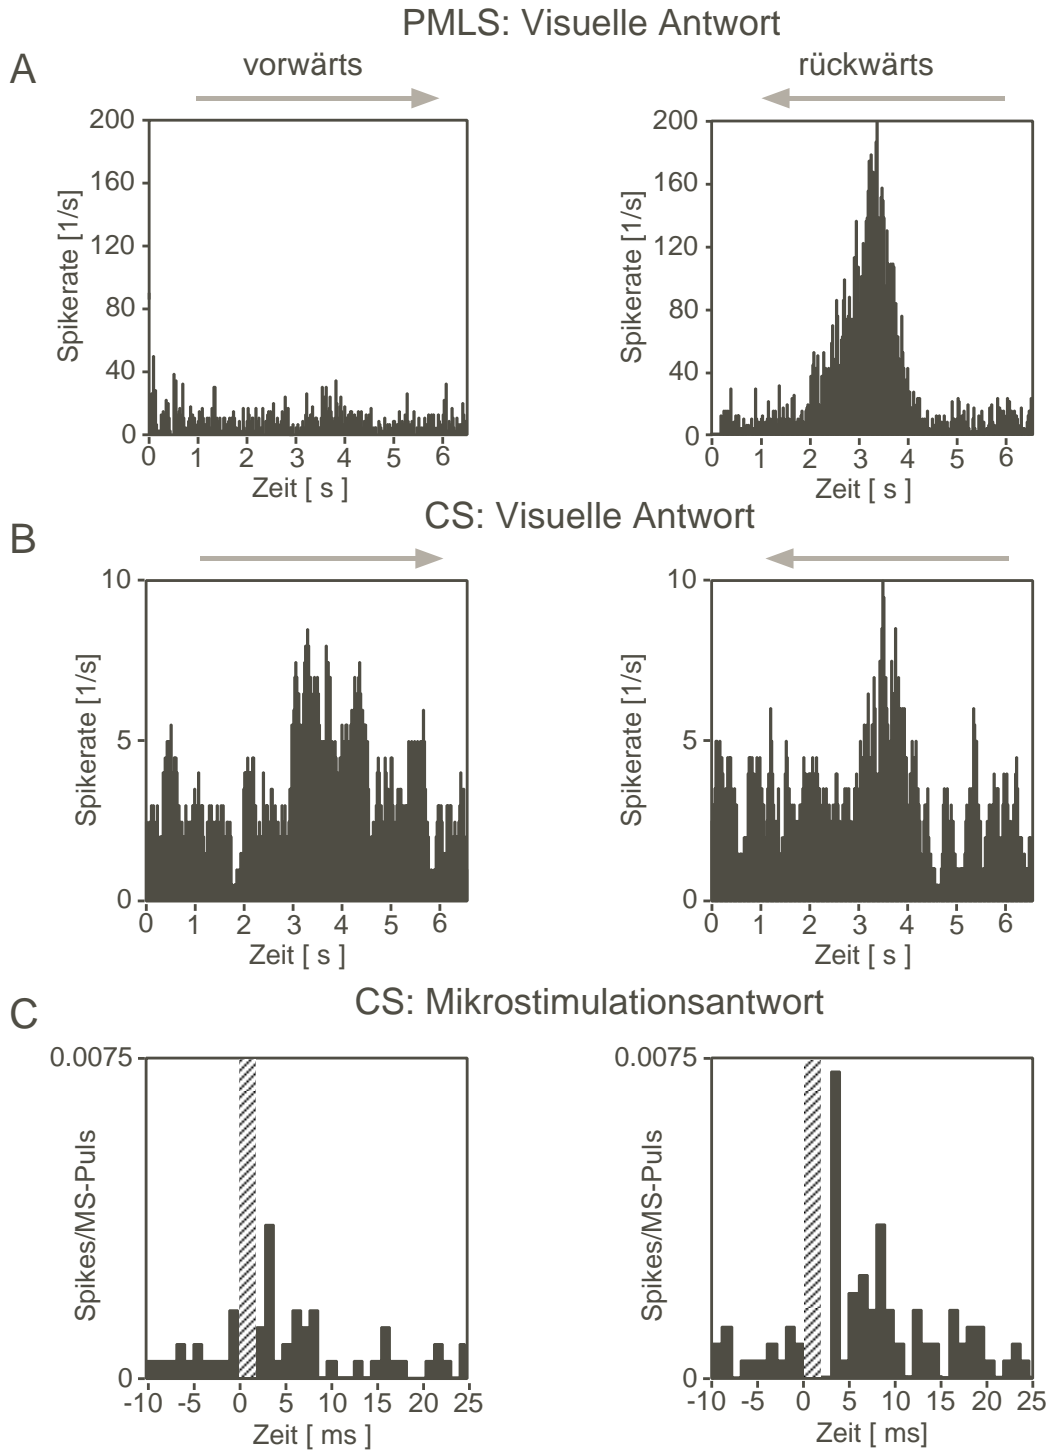 PMLS: Visuelle Antwort
A
vorwärts
rückwärts
200
160
120
80
40
0
Spikerate [1/s]
0 1 2 3 4 5 6
Zeit [ s ]
200
160
120
80
40
0
Spikerate [1/s]
0 1 2 3 4 5 6
Zeit [ s ]
CS: Visuelle Antwort
B
10
5
0
Spikerate [1/s]
0 1 2 3 4 5 6
Zeit [ s ]
10
5
0
Spikerate [1/s]
0 1 2 3 4 5 6
Zeit [ s ]
CS: Mikrostimulationsantwort
C
0.0075
0
Spikes/MS-Puls
-10 -5 0 5 10 15 20 25
Zeit [ ms ]
0.0075
0
Spikes/MS-Puls
-10 -5 0 5 10 15 20 25
Zeit [ ms]